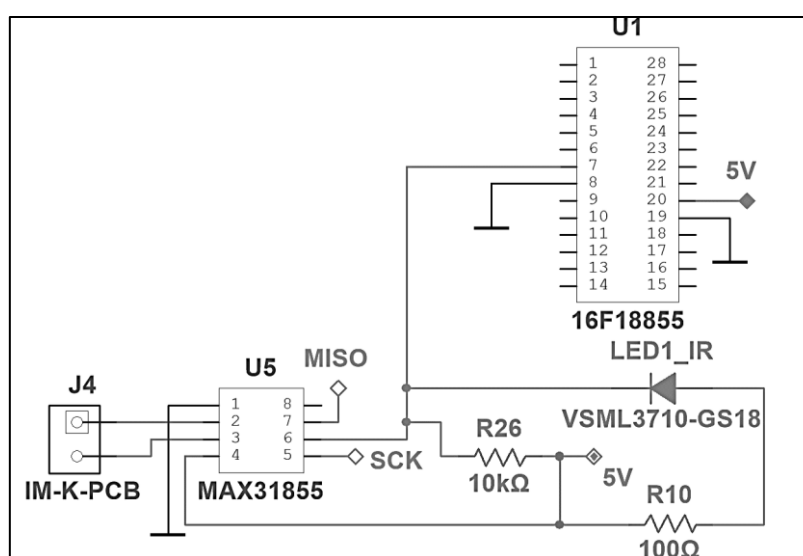 U1
1 28
2 27
3 26
4 25
5 24
6 23
7 22
8 21
9 20
10 19
11 18
12 17
13 16
14 15
5V
16F18855
LED1_IR
VSML3710-GS18
J4
IM-K-PCB
U5
MISO
1 8
2 7
3 6
4 5
SCK
MAX31855
R26
10kΩ
5V
R10
100Ω